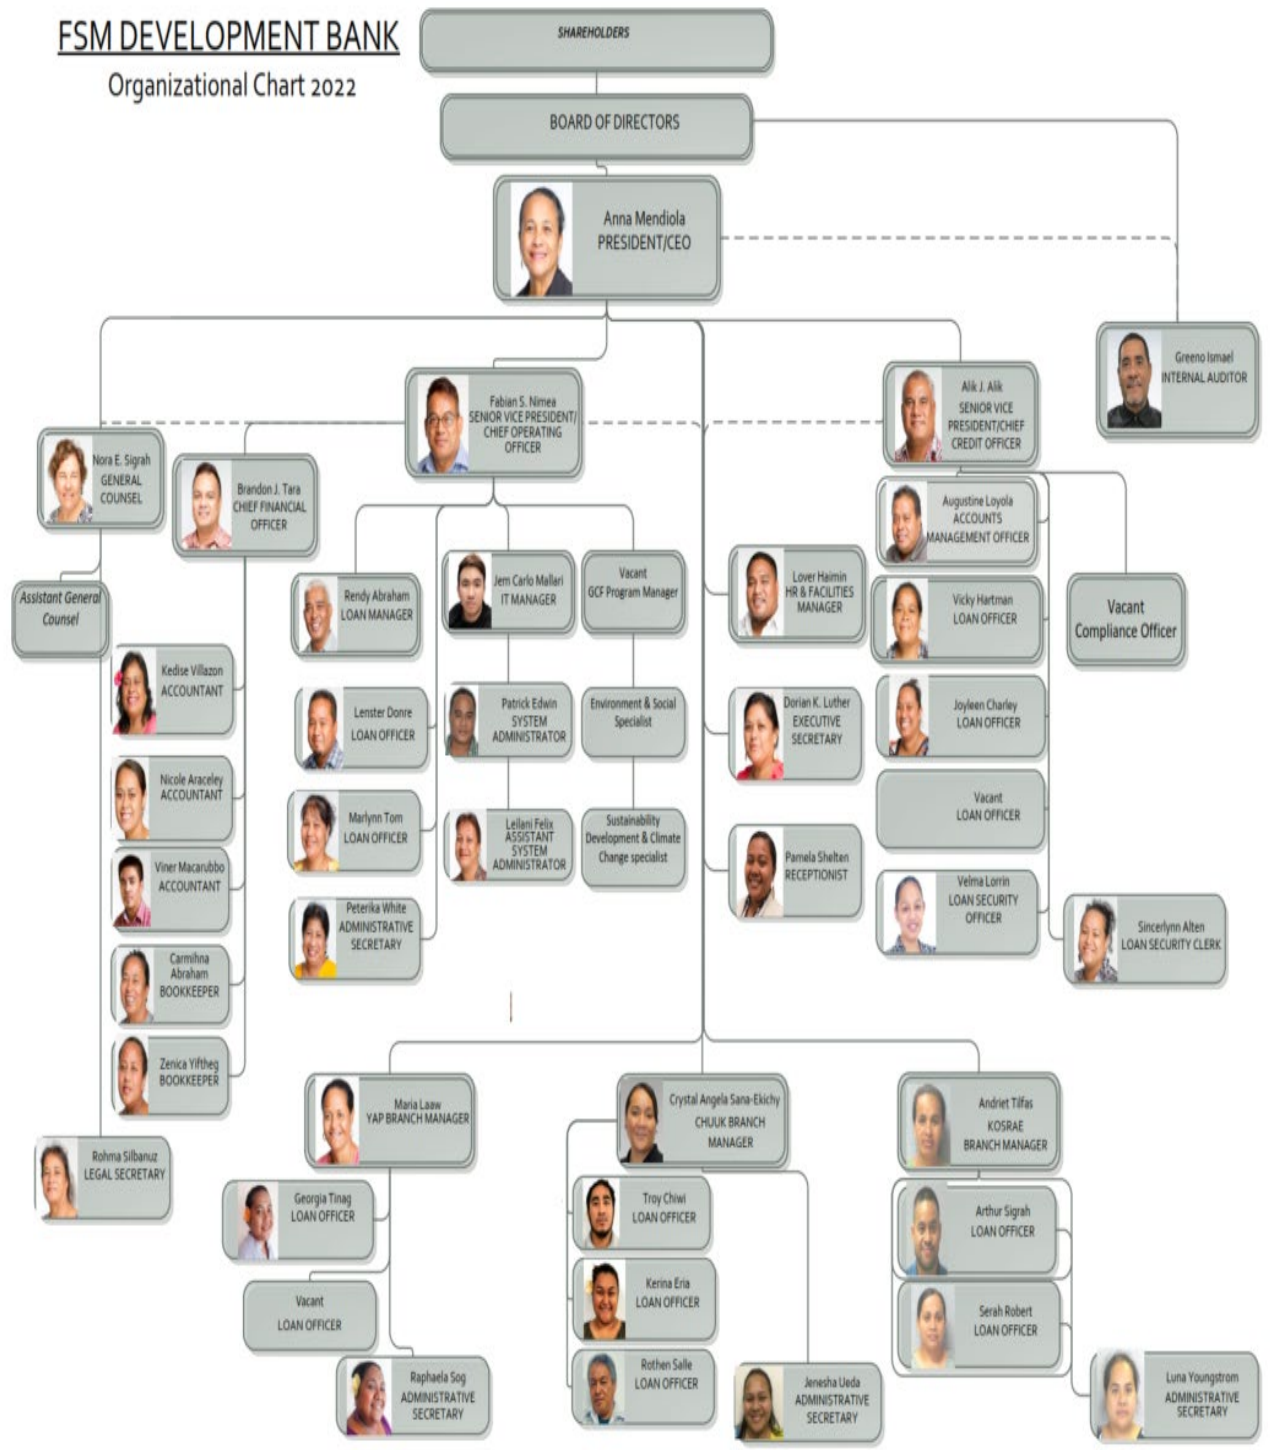 FSM DEVELOPMENT BANK
Organizational Chart 2022
SHAREHOLDERS
BOARD OF DIRECTORS
Anna Mendiola
PRESIDENT/CEO
Greeno Ismael
INTERNAL AUDITOR
Fabian S. Nimea
SENIOR VICE PRESIDENT/
CHIEF OPERATING
OFFICER
Alik J. Alik
SENIOR VICE
PRESIDENT/CHIEF
CREDIT OFFICER
Nora E. Sigrah
GENERAL
COUNSEL
Brandon J. Tara
CHIEF FINANCIAL
OFFICER
Assistant General
Counsel
Kedise Villazon
ACCOUNTANT
Nicole Araceley
ACCOUNTANT
Viner Macarubbo
ACCOUNTANT
Carmihna
Abraham
BOOKKEEPER
Zenica Yiftheg
BOOKKEEPER
Rohma Silbanuz
LEGAL SECRETARY
Rendy Abraham
LOAN MANAGER
Lenster Donre
LOAN OFFICER
Marlynn Tom
LOAN OFFICER
Peterika White
ADMINISTRATIVE
SECRETARY
Jem Carlo Mallari
IT MANAGER
Patrick Edwin
SYSTEM
ADMINISTRATOR
Leilani Felix
ASSISTANT
SYSTEM
ADMINISTRATOR
Vacant
GCF Program Manager
Environment & Social
Specialist
Sustainability
Development & Climate
Change specialist
Lover Haimin
HR & FACILITIES
MANAGER
Dorian K. Luther
EXECUTIVE
SECRETARY
Pamela Shelten
RECEPTIONIST
Augustine Loyola
ACCOUNTS
MANAGEMENT OFFICER
Vicky Hartman
LOAN OFFICER
Joyleen Charley
LOAN OFFICER
Vacant
LOAN OFFICER
Velma Lorrin
LOAN SECURITY
OFFICER
Vacant
Compliance Officer
Sincerlynn Alten
LOAN SECURITY CLERK
Maria Laaw
YAP BRANCH MANAGER
Georgia Tinag
LOAN OFFICER
Vacant
LOAN OFFICER
Raphaela Sog
ADMINISTRATIVE
SECRETARY
Crystal Angela Sana-Ekichy
CHUUK BRANCH
MANAGER
Troy Chiwi
LOAN OFFICER
Kerina Eria
LOAN OFFICER
Rothen Salle
LOAN OFFICER
Jenesha Ueda
ADMINISTRATIVE
SECRETARY
Andriet Tilfas
KOSRAE
BRANCH MANAGER
Arthur Sigrah
LOAN OFFICER
Serah Robert
LOAN OFFICER
Luna Youngstrom
ADMINISTRATIVE
SECRETARY